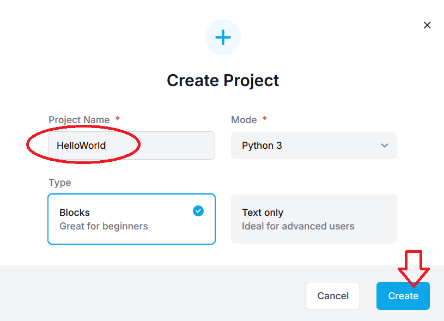 Create Project
Project Name *
Mode *
HelloWorld
Python 3
Type
Blocks
Great for beginners
Text only
Ideal for advanced users
Cancel
Create